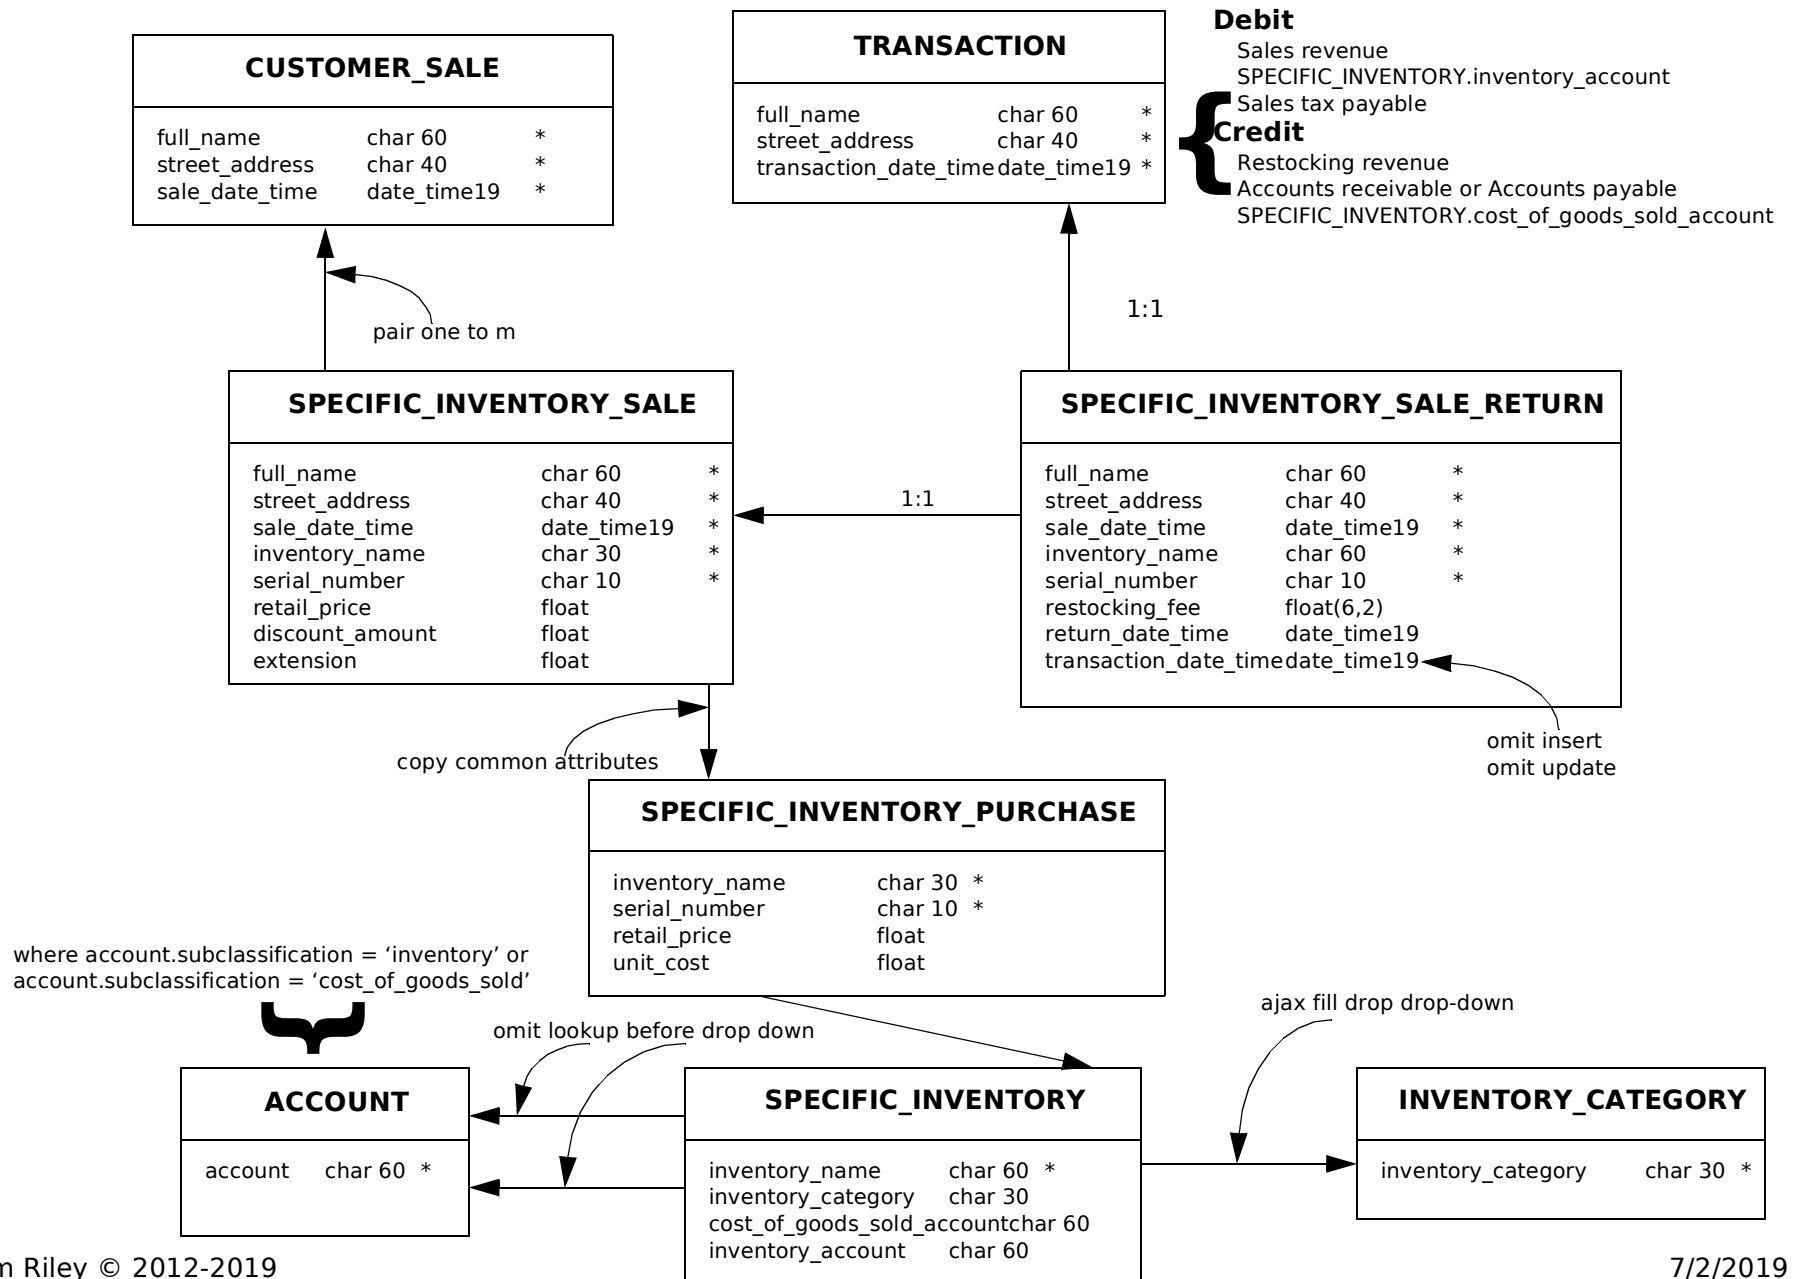 CUSTOMER_SALE
full_name char 60 *
street_address char 40 *
sale_date_time date_time19 *
TRANSACTION
full_name char 60 *
street_address char 40 *
transaction_date_time date_time19 *
Debit
Sales revenue
SPECIFIC_INVENTORY.inventory_account
Sales tax payable
Credit
Restocking revenue
Accounts receivable or Accounts payable
SPECIFIC_INVENTORY.cost_of_goods_sold_account
pair one to m
1:1
SPECIFIC_INVENTORY_SALE
full_name char 60 *
street_address char 40 *
sale_date_time date_time19 *
inventory_name char 30 *
serial_number char 10 *
retail_price float
discount_amount float
extension float
1:1
SPECIFIC_INVENTORY_SALE_RETURN
full_name char 60 *
street_address char 40 *
sale_date_time date_time19 *
inventory_name char 60 *
serial_number char 10 *
restocking_fee float(6,2)
return_date_time date_time19
transaction_date_time date_time19
omit insert
omit update
copy common attributes
SPECIFIC_INVENTORY_PURCHASE
inventory_name char 30 *
serial_number char 10 *
retail_price float
unit_cost float
where account.subclassification = ‘inventory’ or
account.subclassification = ‘cost_of_goods_sold’
omit lookup before drop down
ajax fill drop drop-down
ACCOUNT
account char 60 *
SPECIFIC_INVENTORY
inventory_name char 60 *
inventory_category char 30
cost_of_goods_sold_account char 60
inventory_account char 60
INVENTORY_CATEGORY
inventory_category char 30 *
Riley © 2012-2019
7/2/2019